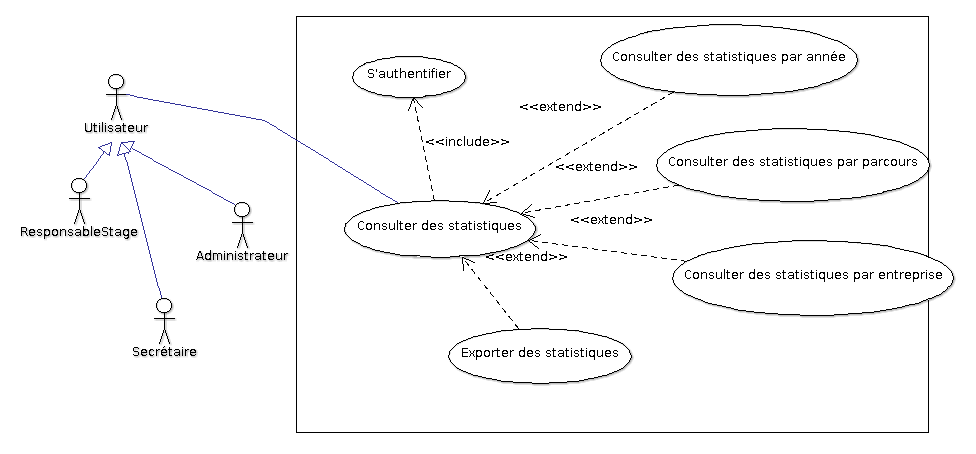 Consulter des statistiques par année
S'authentifier
<<extend>>
Utilisateur
<<include>>
Consulter des statistiques par parcours
<<extend>>
<<extend>>
ResponsableStage
Consulter des statistiques
Administrateur
<<extend>>
Consulter des statistiques par entreprise
Secrétaire
Exporter des statistiques